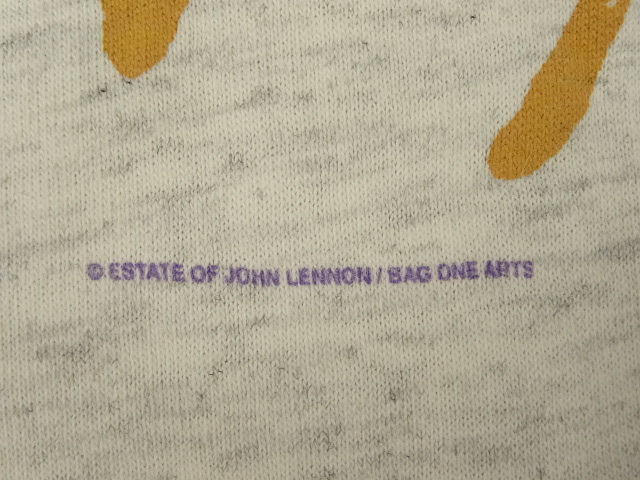 © ESTATE OF JOHN LENNON / BAG ONE ARTS